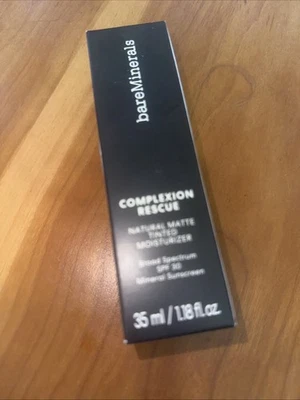 bareMinerals
COMPLEXION
RESCUE
NATURAL MATTE
TINTED
MOISTURIZER
Broad Spectrum
SPF 30
Mineral Sunscreen
35 ml / 1.18 fl. oz.